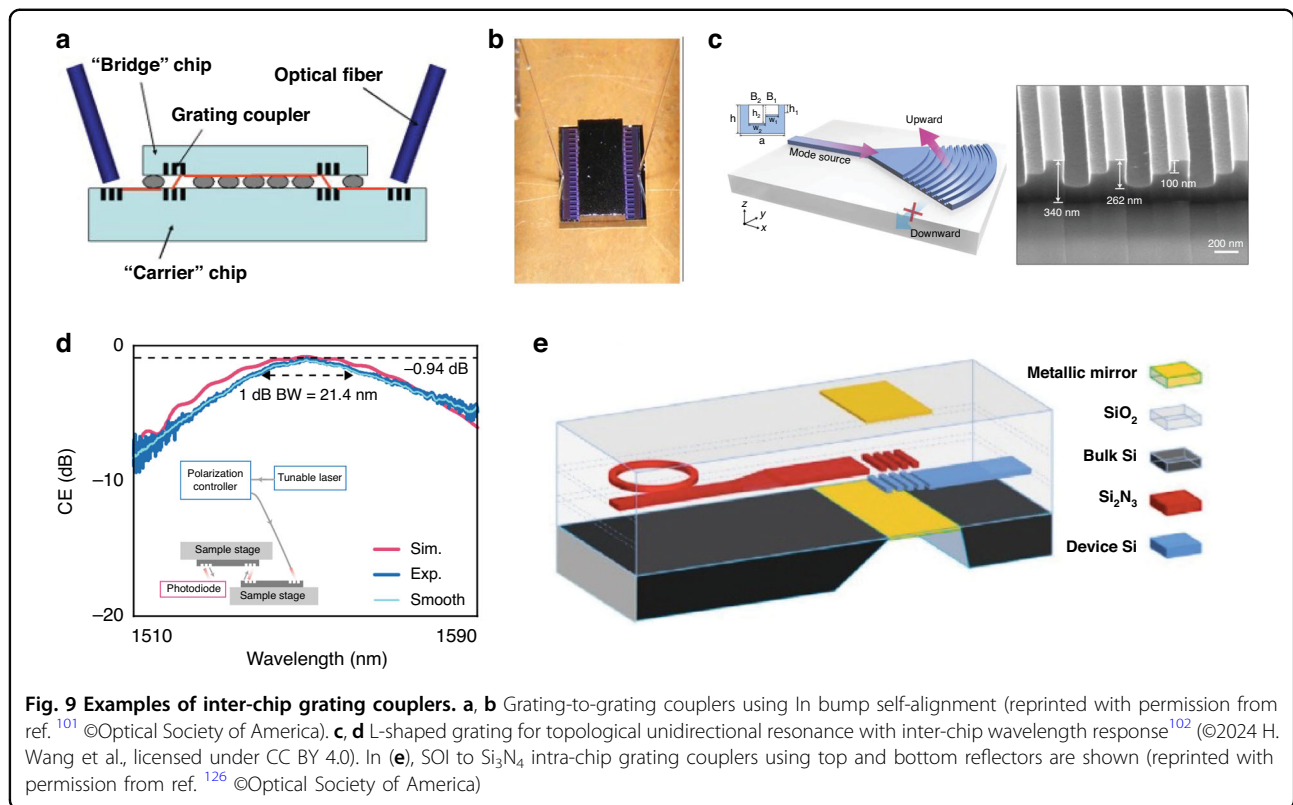 a
"Bridge" chip
Optical fiber
Grating coupler
"Carrier" chip
b
c
B₂ B₁
h
h₂
h₁
w₁
w₂
a
Mode source
Upward
Downward
z
y
x
340 nm
262 nm
100 nm
200 nm
d
0
−10
−20
CE (dB)
−0.94 dB
1 dB BW = 21.4 nm
Polarization
controller
Tunable laser
Sample stage
Photodiode
Sample stage
Sim.
Exp.
Smooth
1510
1590
Wavelength (nm)
e
Metallic mirror
SiO₂
Bulk Si
Si₂N₃
Device Si
Fig. 9 Examples of inter-chip grating couplers. a, b Grating-to-grating couplers using In bump self-alignment (reprinted with permission from
ref. 101 ©Optical Society of America). c, d L-shaped grating for topological unidirectional resonance with inter-chip wavelength response102 (©2024 H.
Wang et al., licensed under CC BY 4.0). In (e), SOI to Si₃N₄ intra-chip grating couplers using top and bottom reflectors are shown (reprinted with
permission from ref. 126 ©Optical Society of America)